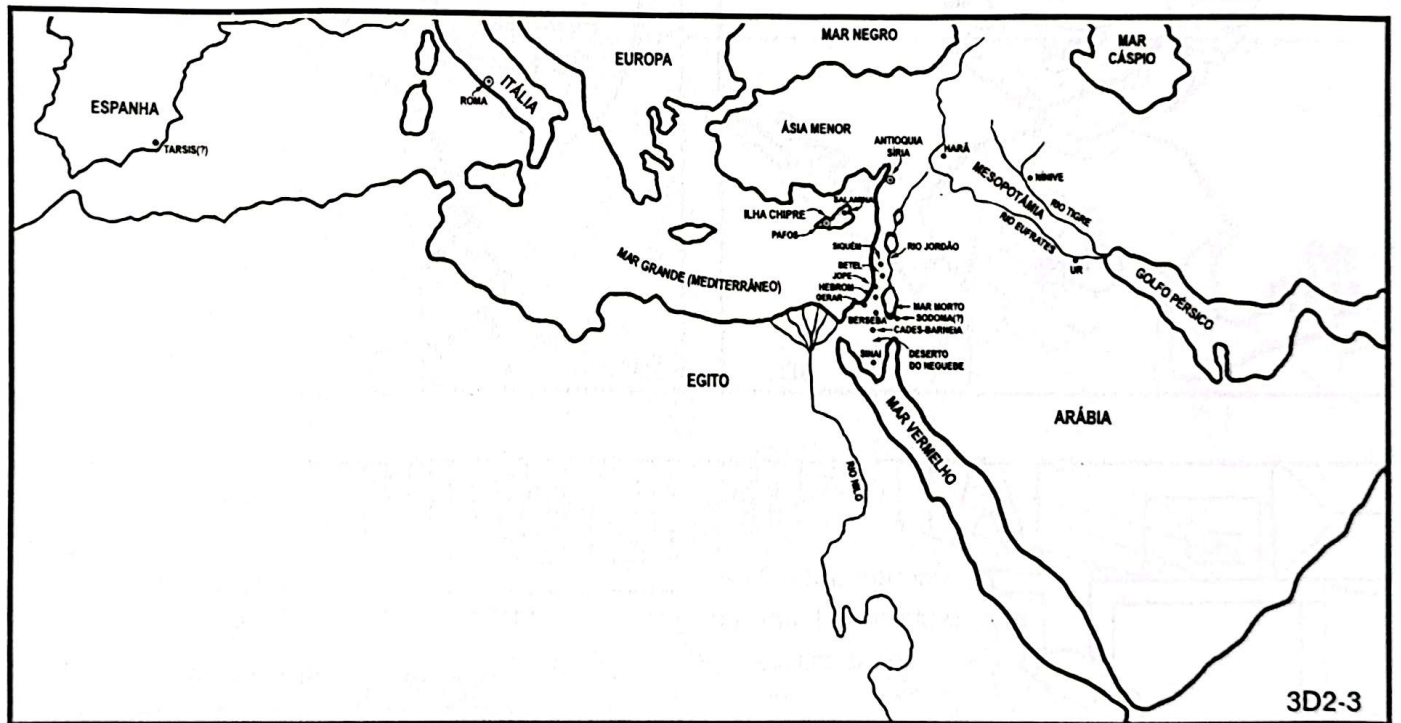 MAR NEGRO
MAR
CÁSPIO
EUROPA
ESPANHA
ITÁLIA
ROMA
TARSIS(?)
ÁSIA MENOR
ANTIOQUIA
SÍRIA
HARÃ
NÍNIVE
MESOPOTÂMIA
RIO TIGRE
RIO EUFRATES
UR
SALAMINA
ILHA CHIPRE
PAFOS
MAR GRANDE (MEDITERRÂNEO)
SIQUÉM
RIO JORDÃO
BETEL
JOPE
HEBROM
GERAR
MAR MORTO
SODOMA(?)
BERSEBA
CADES-BARNEIA
GOLFO PÉRSICO
SINAI
DESERTO
DO NEGUEBE
EGITO
ARÁBIA
MAR VERMELHO
RIO NILO
3D2-3